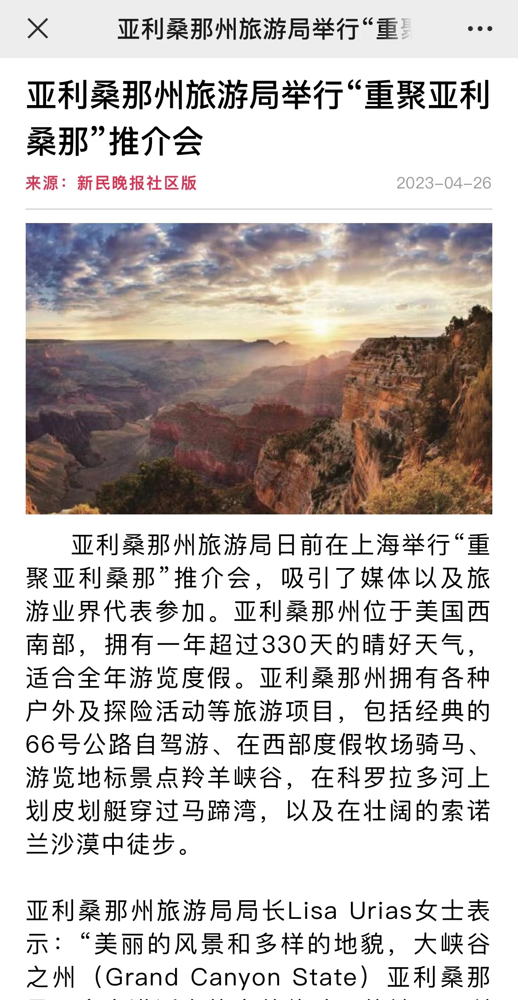 亚利桑那州旅游局举行“重
亚利桑那州旅游局举行“重聚亚利
桑那”推介会
来源：新民晚报社区版
2023-04-26
亚利桑那州旅游局日前在上海举行“重
聚亚利桑那”推介会，吸引了媒体以及旅
游业界代表参加。亚利桑那州位于美国西
南部，拥有一年超过330天的晴好天气，
适合全年游览度假。亚利桑那州拥有各种
户外及探险活动等旅游项目，包括经典的
66号公路自驾游、在西部度假牧场骑马、
游览地标景点羚羊峡谷，在科罗拉多河上
划皮划艇穿过马蹄湾，以及在壮阔的索诺
兰沙漠中徒步。
亚利桑那州旅游局局长Lisa Urias女士表
示：“美丽的风景和多样的地貌，大峡谷
之州（Grand Canyon State）亚利桑那